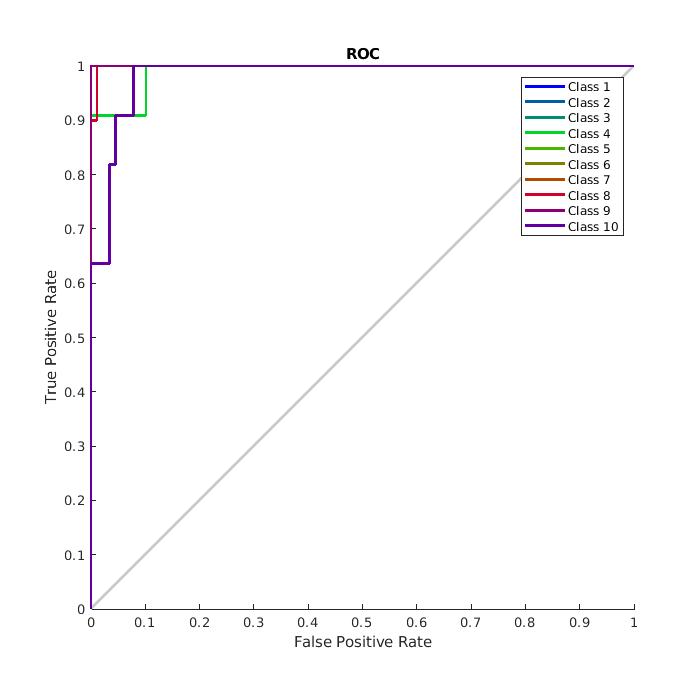 ROC
1
0.9
0.8
0.7
0.6
0.5
0.4
0.3
0.2
0.1
0
True Positive Rate
Class 1
Class 2
Class 3
Class 4
Class 5
Class 6
Class 7
Class 8
Class 9
Class 10
0 0.1 0.2 0.3 0.4 0.5 0.6 0.7 0.8 0.9 1
False Positive Rate